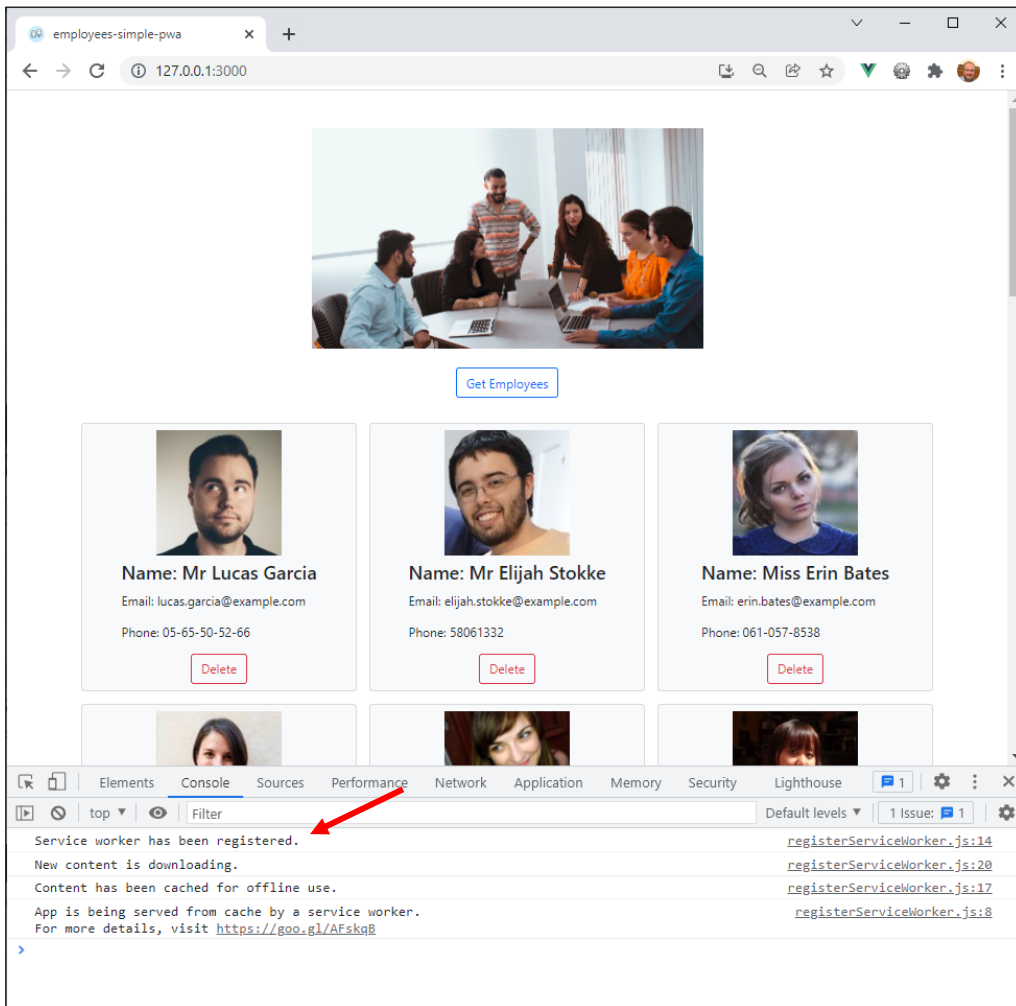 employees-simple-pwa
127.0.0.1:3000
Get Employees
Name: Mr Lucas Garcia
Email: lucas.garcia@example.com
Phone: 05-65-50-52-66
Delete
Name: Mr Elijah Stokke
Email: elijah.stokke@example.com
Phone: 58061332
Delete
Name: Miss Erin Bates
Email: erin.bates@example.com
Phone: 061-057-8538
Delete
Elements Console Sources Performance Network Application Memory Security Lighthouse 1
top Filter Default levels 1 Issue: 1
Service worker has been registered. registerServiceWorker.js:14
New content is downloading. registerServiceWorker.js:20
Content has been cached for offline use. registerServiceWorker.js:17
App is being served from cache by a service worker. registerServiceWorker.js:8
For more details, visit https://goo.gl/AFskqB